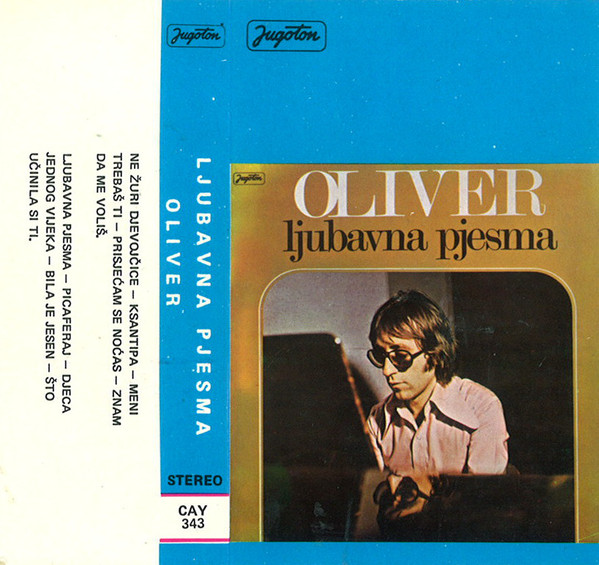 NE ŽURI DJEVOJČICE — KSANTIPA — MENI
TREBAŠ TI — PRISJEĆAM SE NOĆAS — ZNAM
DA ME VOLIŠ.
LJUBAVNA PJESMA — PICAFERAJ — DJECA
JEDNOG VIJEKA — BILA JE JESEN — ŠTO
UČINILA SI TI.
Jugoton
LJUBAVNA PJESMA
OLIVER
STEREO
CAY
343
Jugoton
Jugoton
OLIVER
ljubavna pjesma